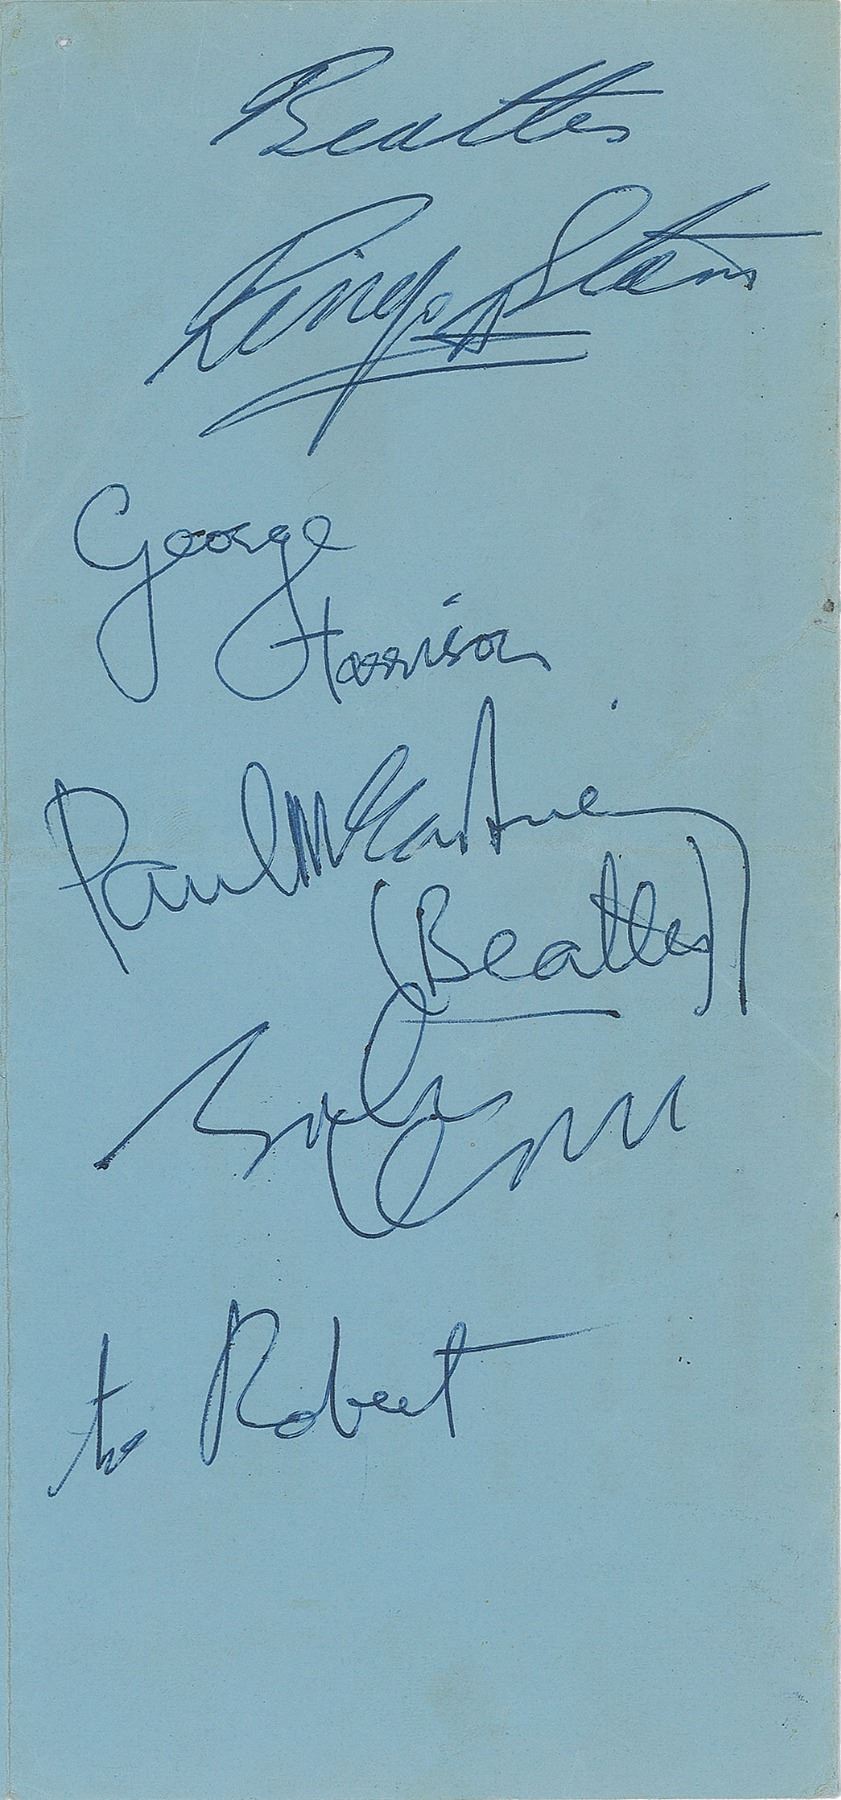 Beatles
Ringo Starr
George
Harrison
Paul McCartney
(Beatles)
John Lennon
to Robert